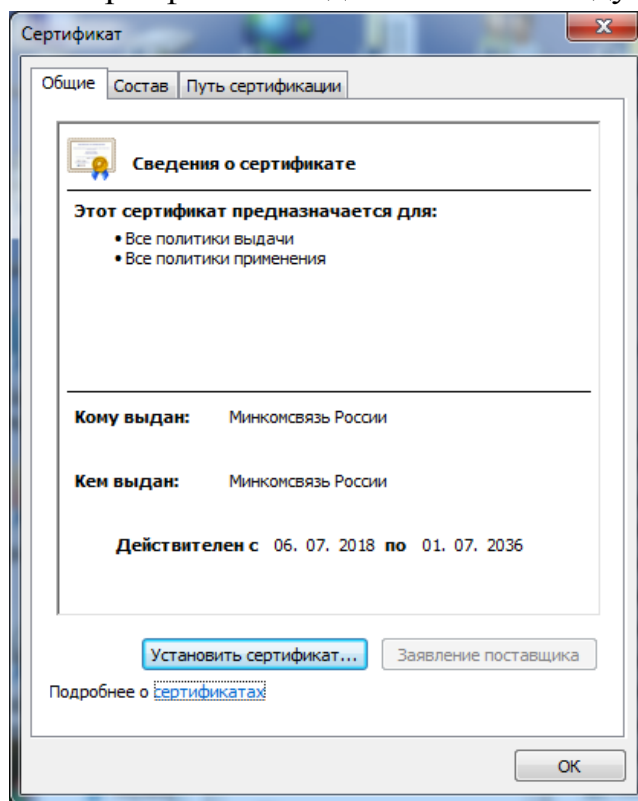 Сертификат
Общие Состав Путь сертификации
Сведения о сертификате
Этот сертификат предназначается для:
• Все политики выдачи
• Все политики применения
Кому выдан: Минкомсвязь России
Кем выдан: Минкомсвязь России
Действителен с 06. 07. 2018 по 01. 07. 2036
Установить сертификат... Заявление поставщика
Подробнее о сертификатах
ОК